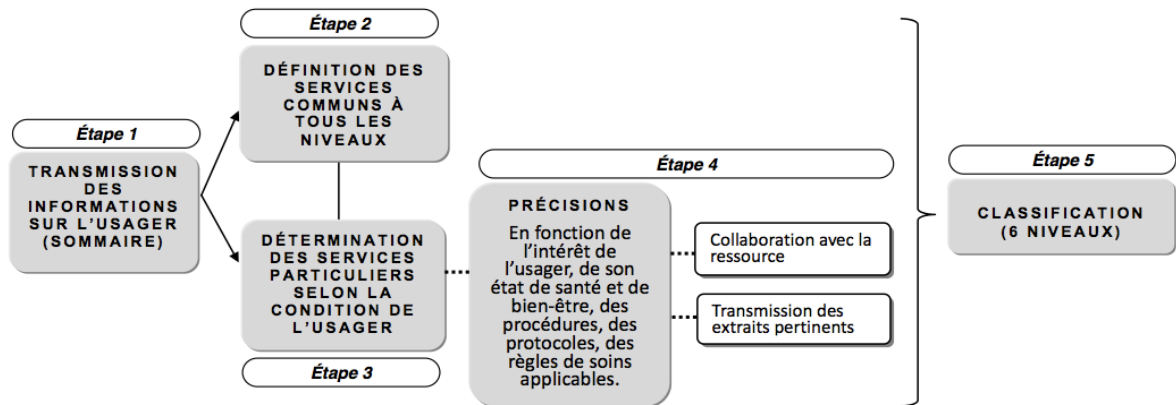 Étape 1
TRANSMISSION
DES
INFORMATIONS
SUR L'USAGER
(SOMMAIRE)
Étape 2
DÉFINITION DES
SERVICES
COMMUNS À
TOUS LES
NIVEAUX
DÉTERMINATION
DES SERVICES
PARTICULIERS
SELON LA
CONDITION DE
L'USAGER
Étape 3
Étape 4
PRÉCISIONS
En fonction de
l'intérêt de
l'usager, de son
état de santé et de
bien-être, des
procédures, des
protocoles, des
règles de soins
applicables.
Collaboration avec la
ressource
Transmission des
extraits pertinents
Étape 5
CLASSIFICATION
(6 NIVEAUX)